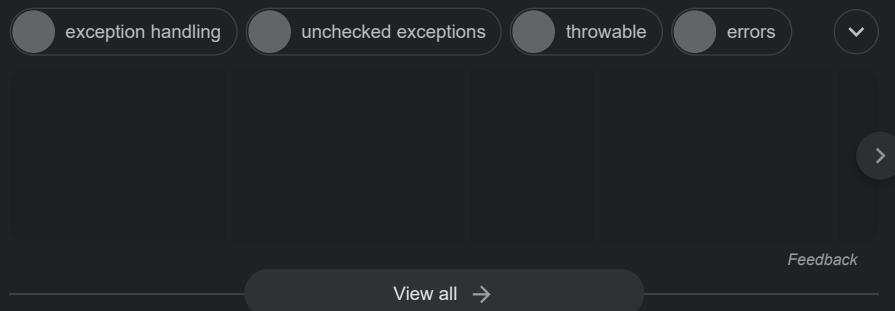 exception handling unchecked exceptions throwable errors
Feedback
View all